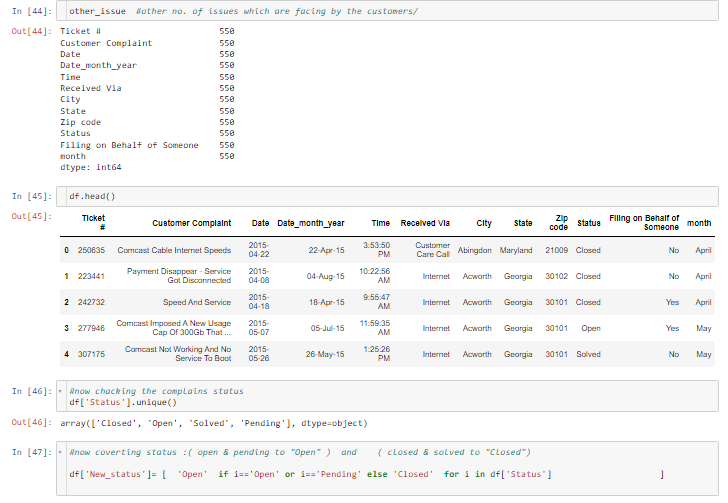 In [44]: other_issue #other no. of issues which are facing by the customers/
Out[44]: Ticket # 550
Customer Complaint 550
Date 550
Date_month_year 550
Time 550
Received Via 550
City 550
State 550
Zip code 550
Status 550
Filing on Behalf of Someone 550
month 550
dtype: int64
In [45]: df.head()
Out[45]: Ticket # Customer Complaint Date Date_month_year Time Received Via City State Zip code Status Filing on Behalf of Someone month
0 250635 Comcast Cable Internet Speeds 2015-04-22 22-Apr-15 3:53:50 PM Customer Care Call Abingdon Maryland 21009 Closed No April
1 223441 Payment Disappear - Service Got Disconnected 2015-04-08 04-Aug-15 10:22:56 AM Internet Acworth Georgia 30102 Closed No April
2 242732 Speed And Service 2015-04-18 18-Apr-15 9:55:47 AM Internet Acworth Georgia 30101 Closed Yes April
3 277946 Comcast Imposed A New Usage Cap Of 300Gb That ... 2015-05-07 05-Jul-15 11:59:35 AM Internet Acworth Georgia 30101 Open Yes May
4 307175 Comcast Not Working And No Service To Boot 2015-05-26 26-May-15 1:25:26 PM Internet Acworth Georgia 30101 Solved No May
In [46]: #now chacking the complains status
df['Status'].unique()
Out[46]: array(['Closed', 'Open', 'Solved', 'Pending'], dtype=object)
In [47]: #now coverting status :( open & pending to "Open" ) and ( closed & solved to "Closed")
df['New_status']= [ 'Open' if i=='Open' or i=='Pending' else 'Closed' for i in df['Status'] ]